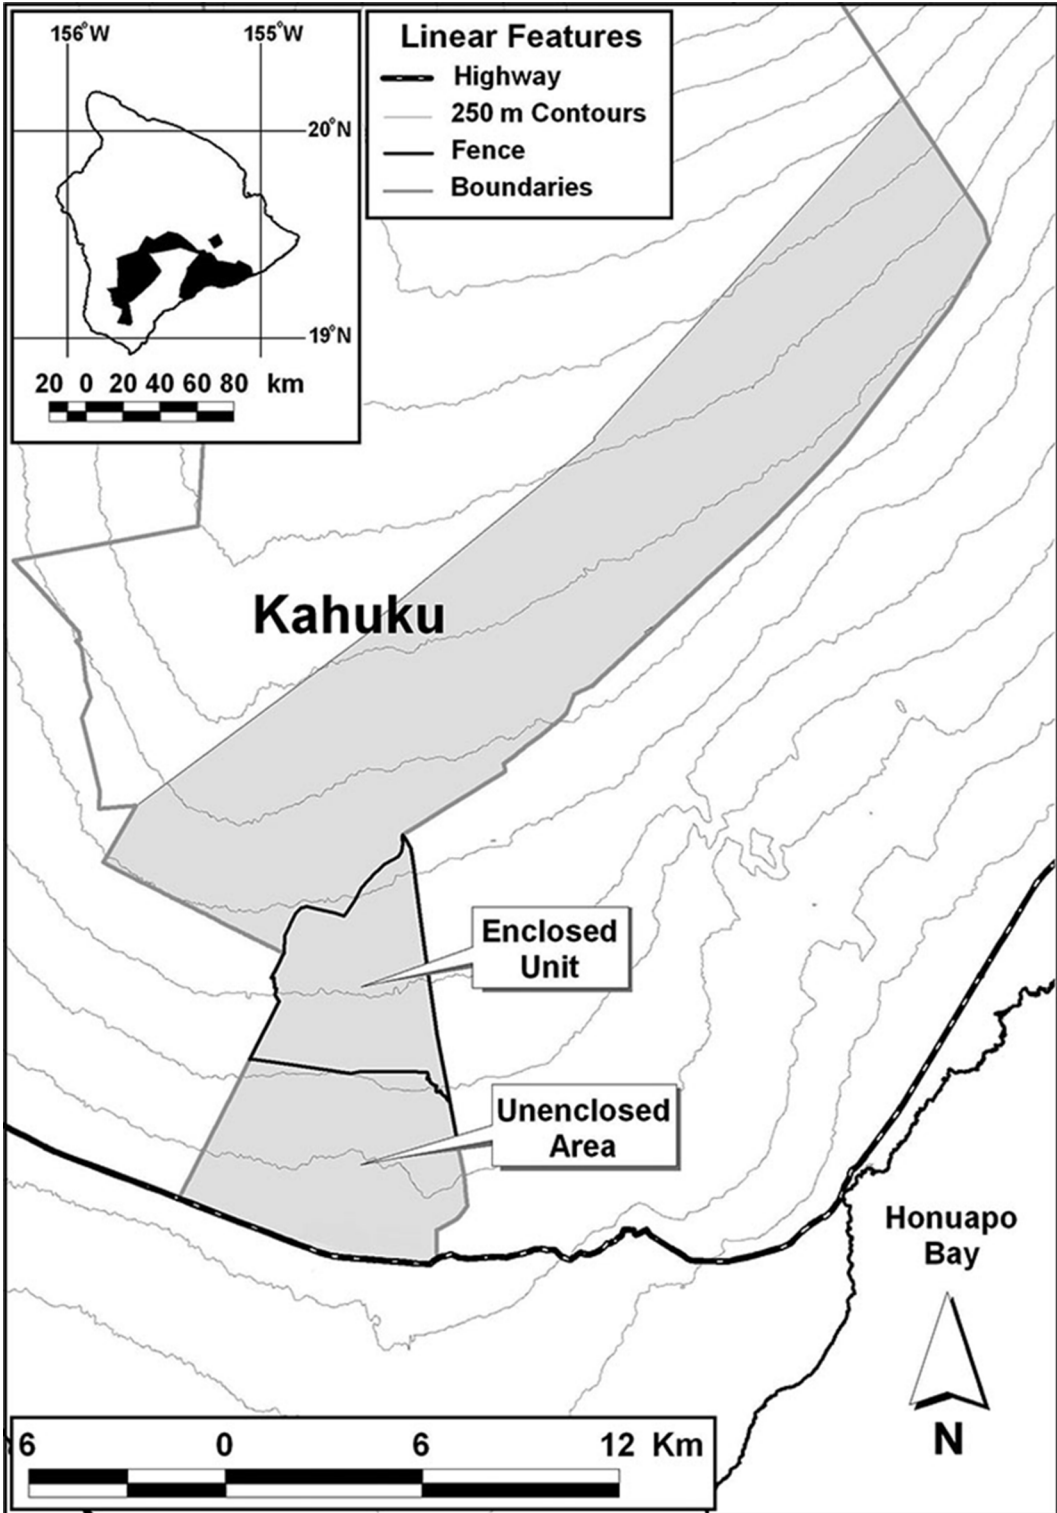 156°W 155°W
20°N
19°N
20 0 20 40 60 80 km
Linear Features
Highway
250 m Contours
Fence
Boundaries
Kahuku
Enclosed
Unit
Unenclosed
Area
Honuapo
Bay
N
6 0 6 12 Km